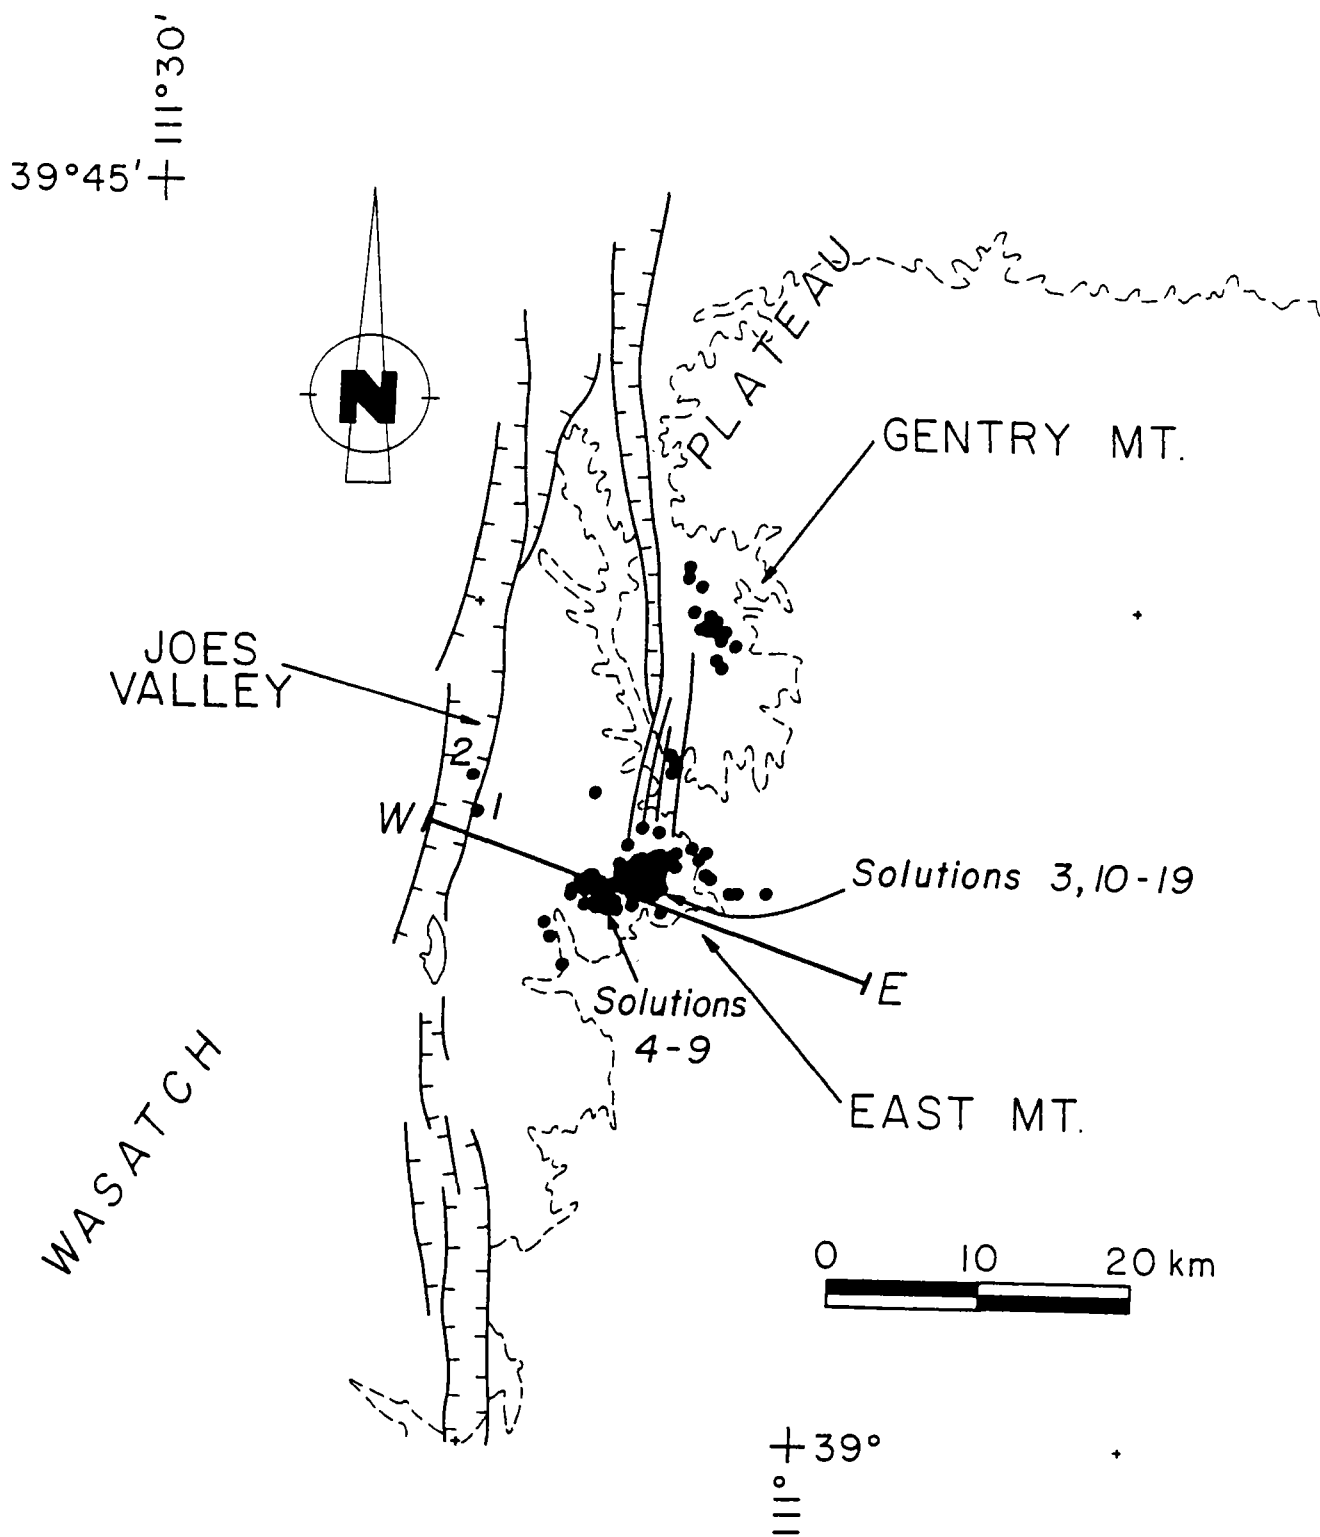 111°30'
39°45'
PLATEAU
N
GENTRY MT.
JOES
VALLEY
2
1
W
Solutions 3,10-19
E
Solutions
4-9
EAST MT.
WASATCH
0 10 20 km
39°
111°